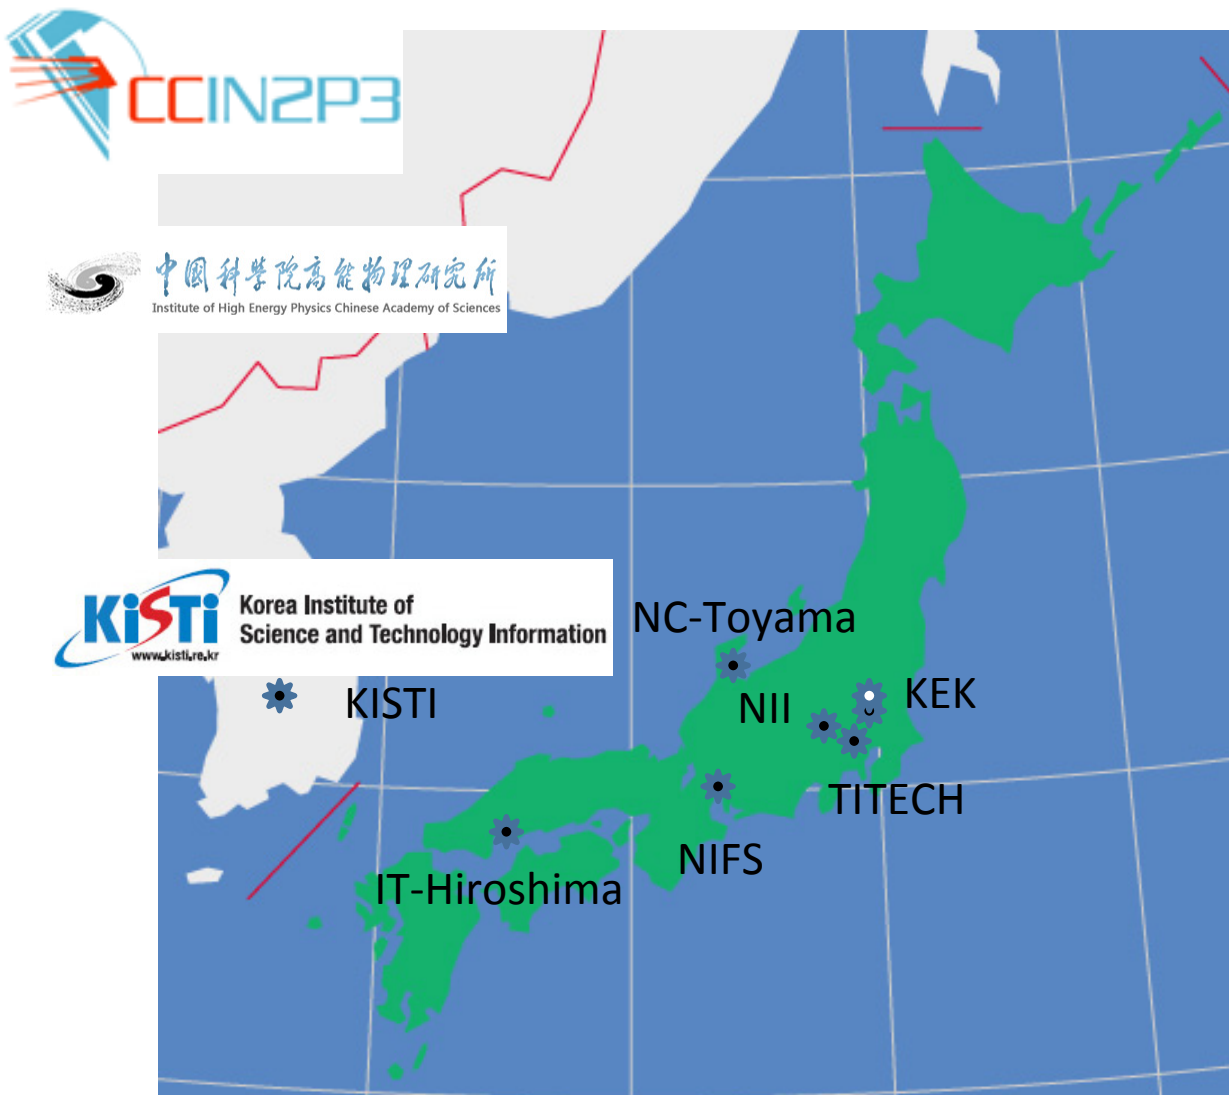 CCIN2P3
中國科學院高能物理研究所
Institute of High Energy Physics Chinese Academy of Sciences
KiSTi
www.kisti.re.kr
Korea Institute of
Science and Technology Information
NC-Toyama
KISTI
NII
KEK
TITECH
NIFS
IT-Hiroshima